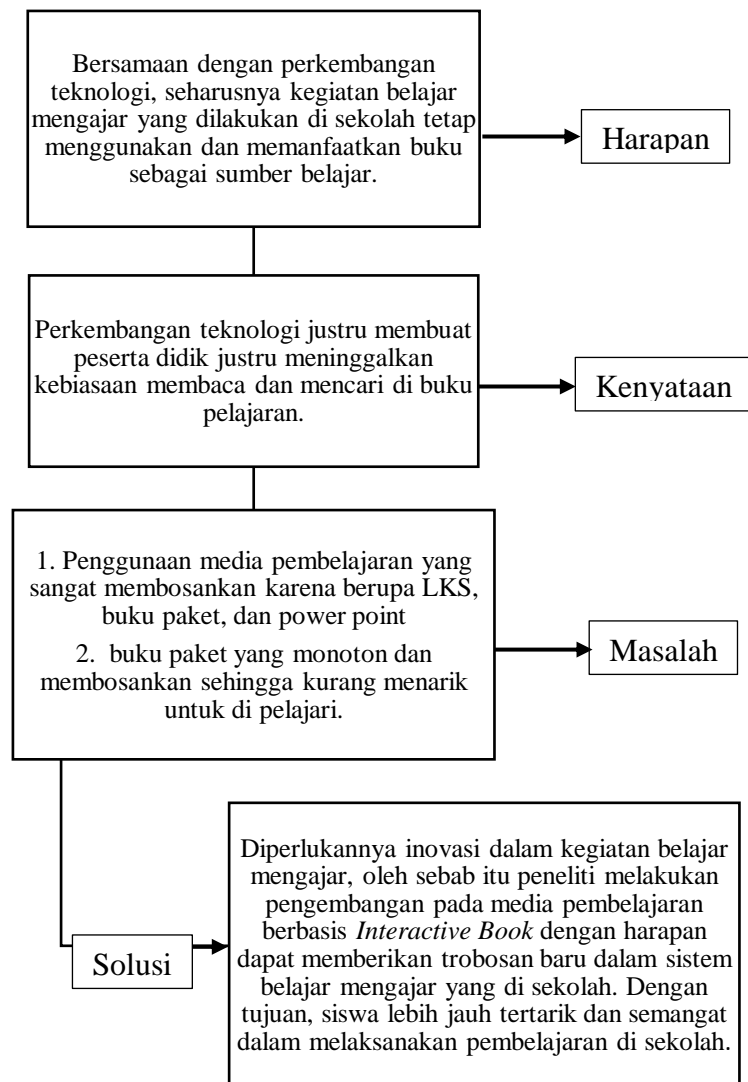 Bersamaan dengan perkembangan
teknologi, seharusnya kegiatan belajar
mengajar yang dilakukan di sekolah tetap
menggunakan dan memanfaatkan buku
sebagai sumber belajar.
Harapan
Perkembangan teknologi justru membuat
peserta didik justru meninggalkan
kebiasaan membaca dan mencari di buku
pelajaran.
Kenyataan
1. Penggunaan media pembelajaran yang
sangat membosankan karena berupa LKS,
buku paket, dan power point
2. buku paket yang monoton dan
membosankan sehingga kurang menarik
untuk di pelajari.
Masalah
Solusi
Diperlukannya inovasi dalam kegiatan belajar
mengajar, oleh sebab itu peneliti melakukan
pengembangan pada media pembelajaran
berbasis Interactive Book dengan harapan
dapat memberikan trobosan baru dalam sistem
belajar mengajar yang di sekolah. Dengan
tujuan, siswa lebih jauh tertarik dan semangat
dalam melaksanakan pembelajaran di sekolah.